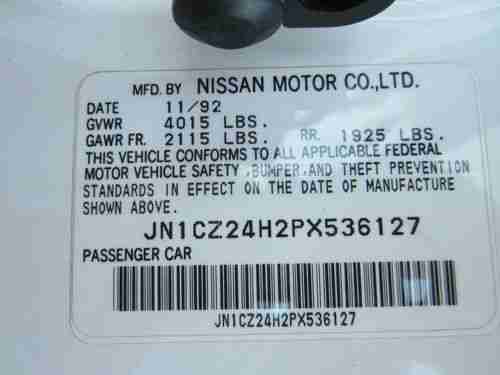 MFD. BY NISSAN MOTOR CO.,LTD.
DATE 11/92
GVWR 4015 LBS.
GAWR FR. 2115 LBS. RR. 1925 LBS.
THIS VEHICLE CONFORMS TO ALL APPLICABLE FEDERAL
MOTOR VEHICLE SAFETY ,BUMPER,AND THEFT PREVENTION
STANDARDS IN EFFECT ON THE DATE OF MANUFACTURE
SHOWN ABOVE.
JN1CZ24H2PX536127
PASSENGER CAR
JN1CZ24H2PX536127